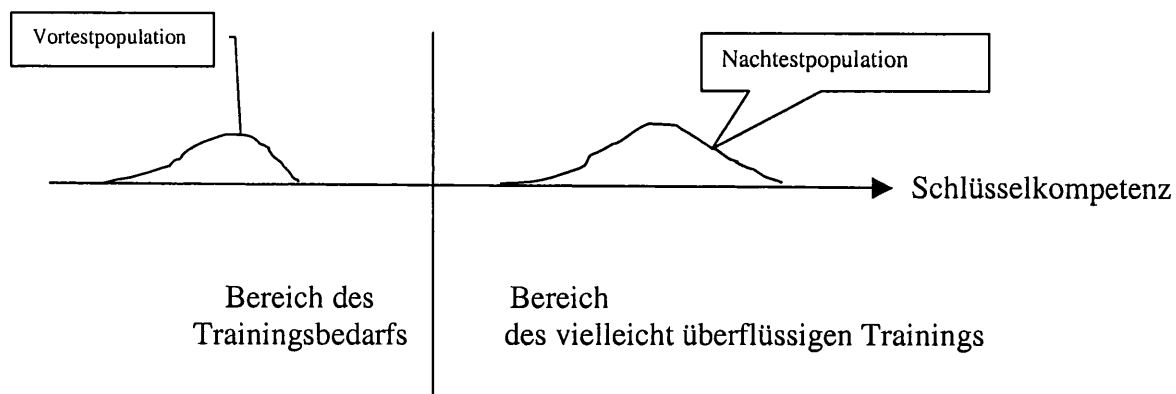 Vortestpopulation
Nachtestpopulation
Schlüsselkompetenz
Bereich des
Trainingsbedarfs
Bereich
des vielleicht überflüssigen Trainings